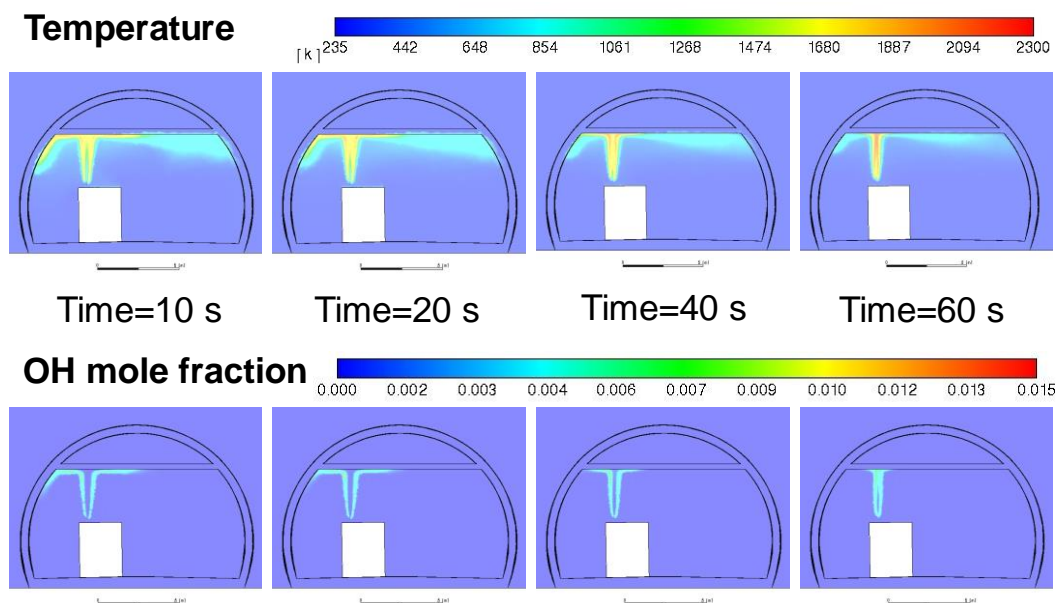 Temperature
[k] 235 442 648 854 1061 1268 1474 1680 1887 2094 2300
Time=10 s Time=20 s Time=40 s Time=60 s
OH mole fraction
0.000 0.002 0.003 0.004 0.006 0.007 0.009 0.010 0.012 0.013 0.015